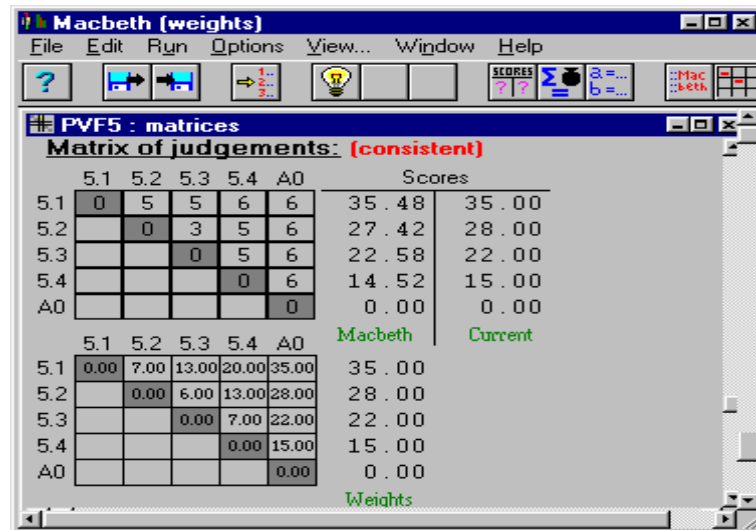 Macbeth (weights)
File Edit Run Options View... Window Help
? 1.. 2.. 3.. SCORES ? ? Σ a=... b=... ::Mac ::beth
PVF5 : matrices
Matrix of judgements: (consistent)
5.1 5.2 5.3 5.4 A0 Scores
5.1 0 5 5 6 6 35.48 35.00
5.2 0 3 5 6 27.42 28.00
5.3 0 5 6 22.58 22.00
5.4 0 6 14.52 15.00
A0 0 0.00 0.00
Macbeth Current
5.1 5.2 5.3 5.4 A0
5.1 0.00 7.00 13.00 20.00 35.00 35.00
5.2 0.00 6.00 13.00 28.00 28.00
5.3 0.00 7.00 22.00 22.00
5.4 0.00 15.00 15.00
A0 0.00 0.00
Weights